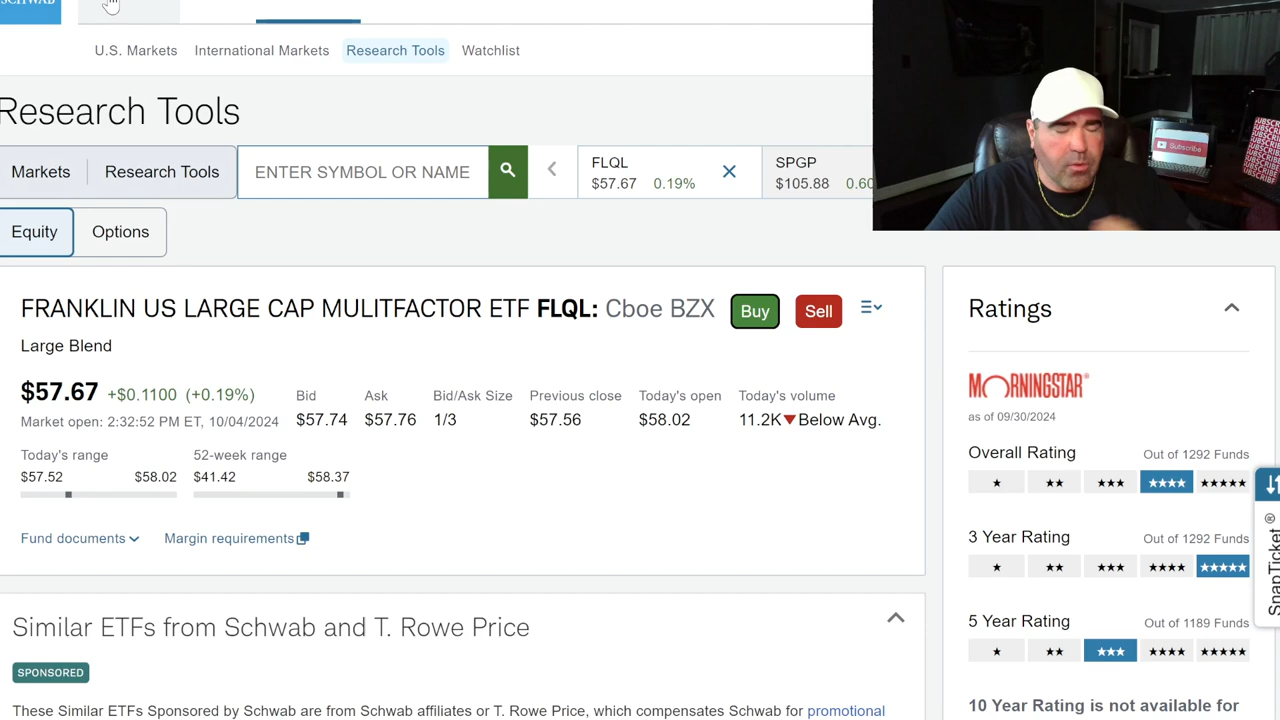 SCHWAB
U.S. Markets International Markets Research Tools Watchlist
Research Tools
Markets Research Tools ENTER SYMBOL OR NAME
FLQL
$57.67 0.19%
SPGP
$105.88 0.60
Subscribe
SUBSCRIBE
Equity Options
FRANKLIN US LARGE CAP MULITFACTOR ETF FLQL: Cboe BZX Buy Sell
Large Blend
$57.67 +$0.1100 (+0.19%)
Market open: 2:32:52 PM ET, 10/04/2024
Bid Ask Bid/Ask Size Previous close Today's open Today's volume
$57.74 $57.76 1/3 $57.56 $58.02 11.2K Below Avg.
Today's range 52-week range
$57.52 $58.02 $41.42 $58.37
Fund documents Margin requirements
Similar ETFs from Schwab and T. Rowe Price
SPONSORED
These Similar ETFs Sponsored by Schwab are from Schwab affiliates or T. Rowe Price, which compensates Schwab for promotional
Ratings
MORNINGSTAR
as of 09/30/2024
Overall Rating Out of 1292 Funds
★ ★★ ★★★ ★★★★ ★★★★★
3 Year Rating Out of 1292 Funds
★ ★★ ★★★ ★★★★ ★★★★★
5 Year Rating Out of 1189 Funds
★ ★★ ★★★ ★★★★ ★★★★★
10 Year Rating is not available for
SnapTicket®